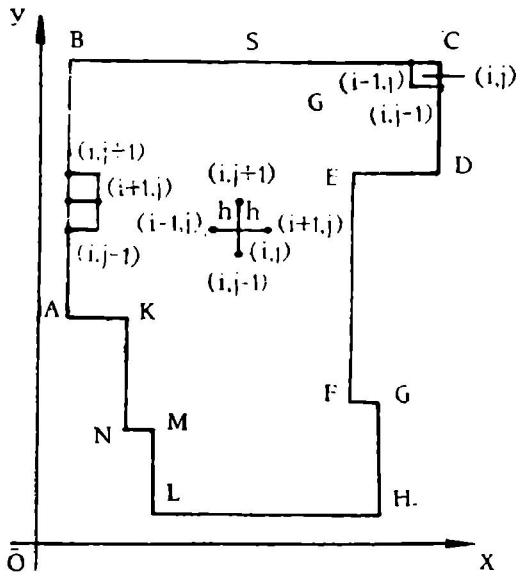 y
B S C
G (i-1,j) (i,j)
(i,j-1)
(i,j+1) E D
(i+1,j) (i,j+1)
h h
(i-1,j) (i+1,j)
(i,j-1) (i,j)
(i,j-1)
A K
F G
N M
L H
O x